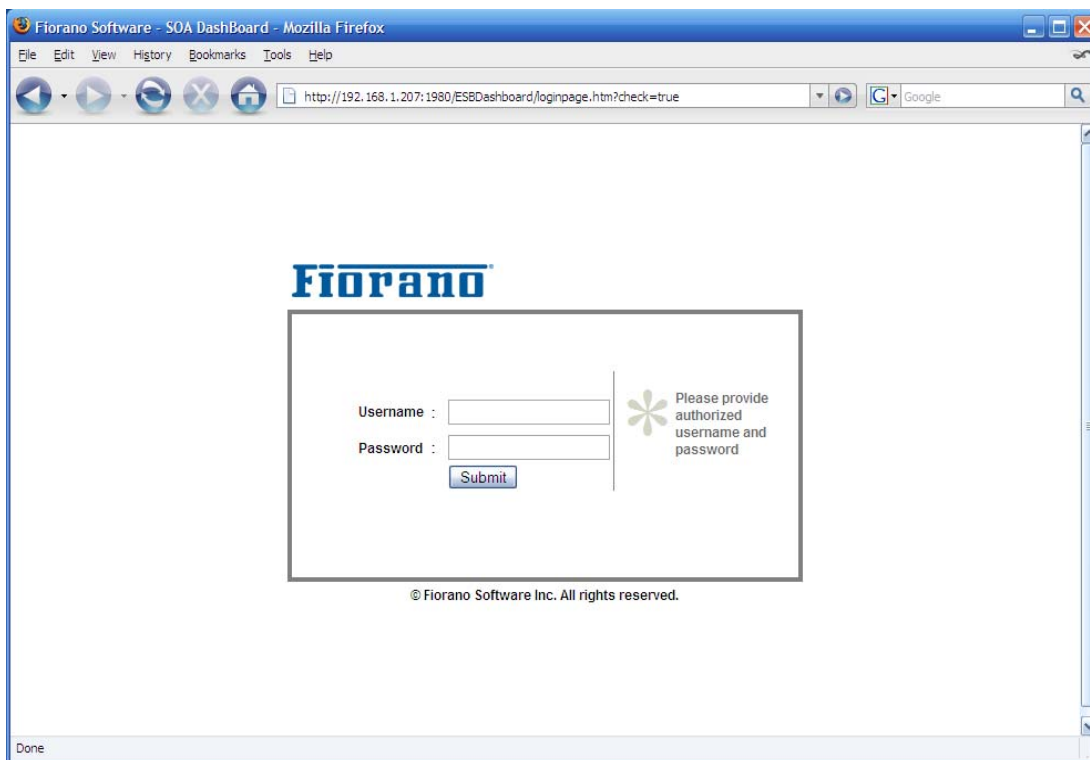 Fiorano Software - SOA DashBoard - Mozilla Firefox
File Edit View History Bookmarks Tools Help
http://192.168.1.207:1980/ESBDashboard/loginpage.htm?check=true
G Google
Fiorano
Username :
Please provide
authorized
username and
password
Password :
Submit
© Fiorano Software Inc. All rights reserved.
Done